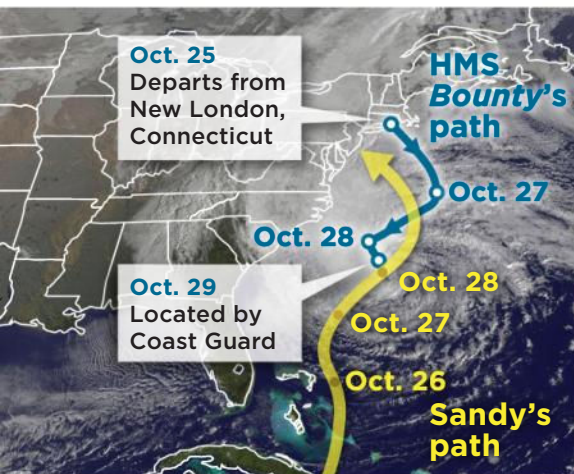 Oct. 25
Departs from
New London,
Connecticut
HMS
Bounty's
path
Oct. 27
Oct. 28
Oct. 29
Located by
Coast Guard
Oct. 28
Oct. 27
Oct. 26
Sandy's
path